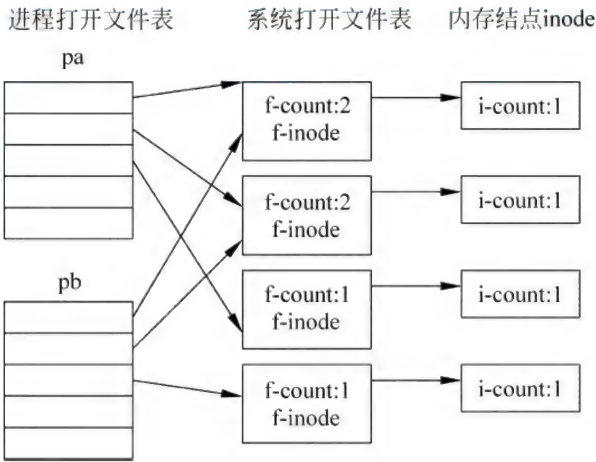 进程打开文件表 系统打开文件表 内存结点inode
pa
f-count:2
f-inode
i-count:1
f-count:2
f-inode
i-count:1
pb
f-count:1
f-inode
i-count:1
f-count:1
f-inode
i-count:1